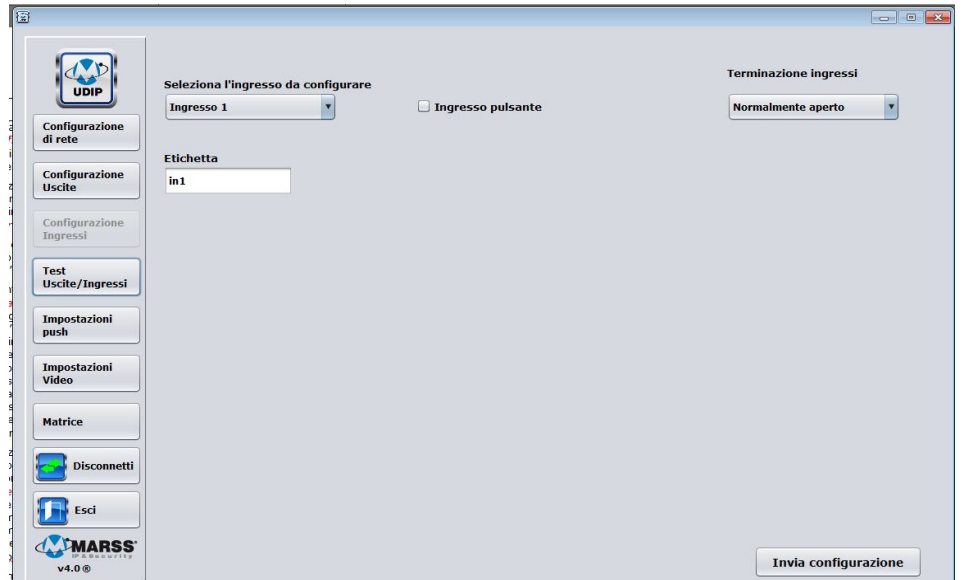 UDIP
Configurazione
di rete
Configurazione
Uscite
Configurazione
Ingressi
Test
Uscite/Ingressi
Impostazioni
push
Impostazioni
Video
Matrice
Disconnetti
Esci
MARSS
IP & Security
v4.0 ®
Seleziona l'ingresso da configurare
Ingresso 1
Ingresso pulsante
Terminazione ingressi
Normalmente aperto
Etichetta
in1
Invia configurazione